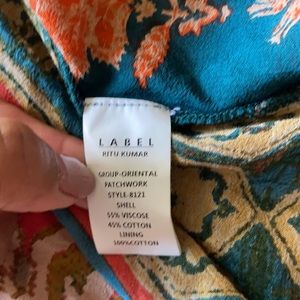 LABEL
RITU KUMAR
GROUP-ORIENTAL
PATCHWORK
STYLE-8121
SHELL
55% VISCOSE
45% COTTON
LINING
100%COTTON